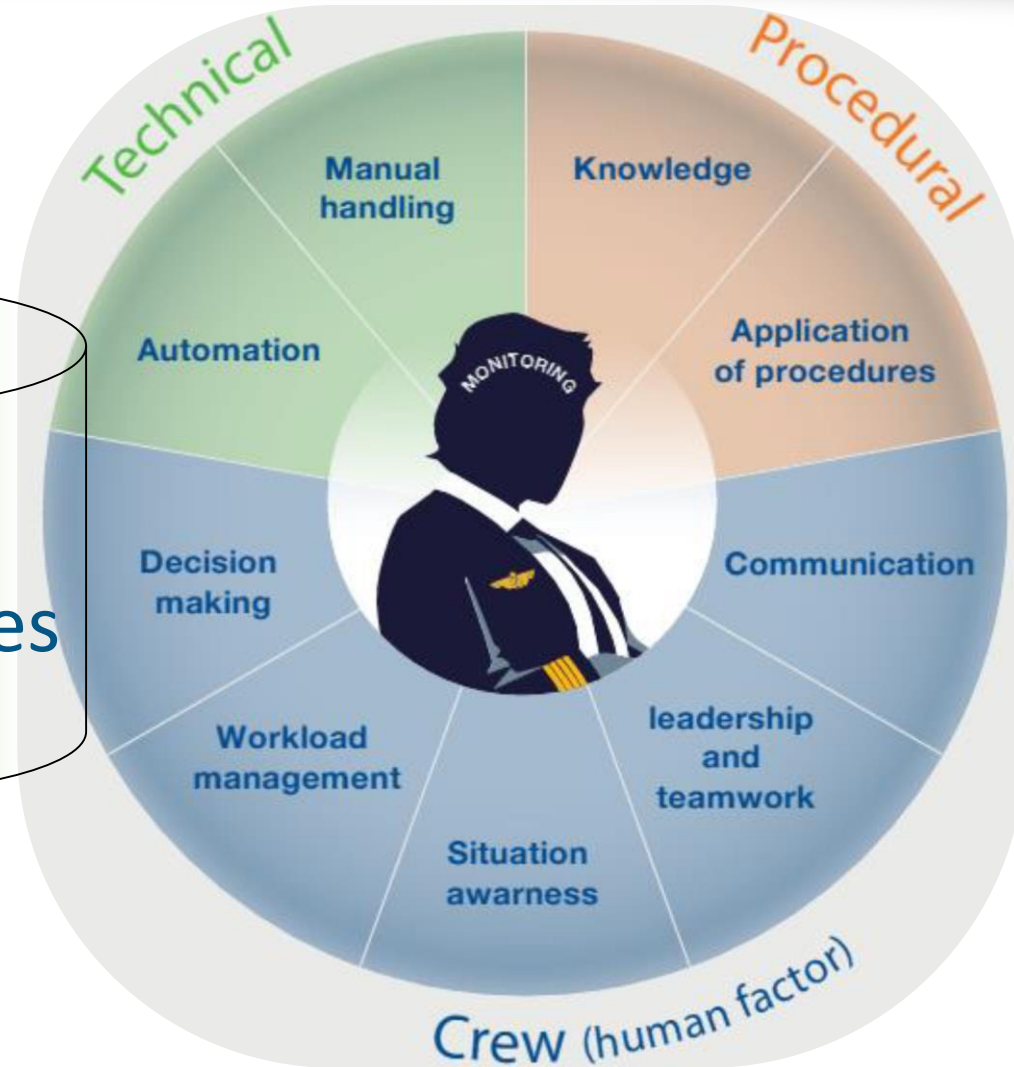 Technical
Procedural
Manual
handling
Knowledge
Automation
Application
of procedures
MONITORING
Decision
making
es
Communication
Workload
management
leadership
and
teamwork
Situation
awarness
Crew (human factor)